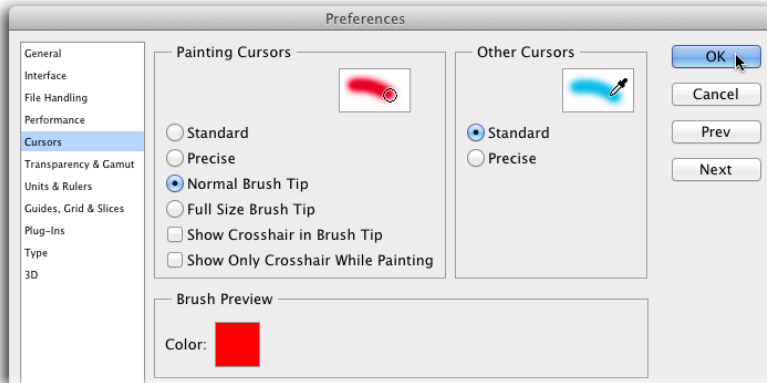 Preferences
General
Interface
File Handling
Performance
Cursors
Transparency & Gamut
Units & Rulers
Guides, Grid & Slices
Plug-Ins
Type
3D
Painting Cursors
Standard
Precise
Normal Brush Tip
Full Size Brush Tip
Show Crosshair in Brush Tip
Show Only Crosshair While Painting
Other Cursors
Standard
Precise
Brush Preview
Color:
OK
Cancel
Prev
Next